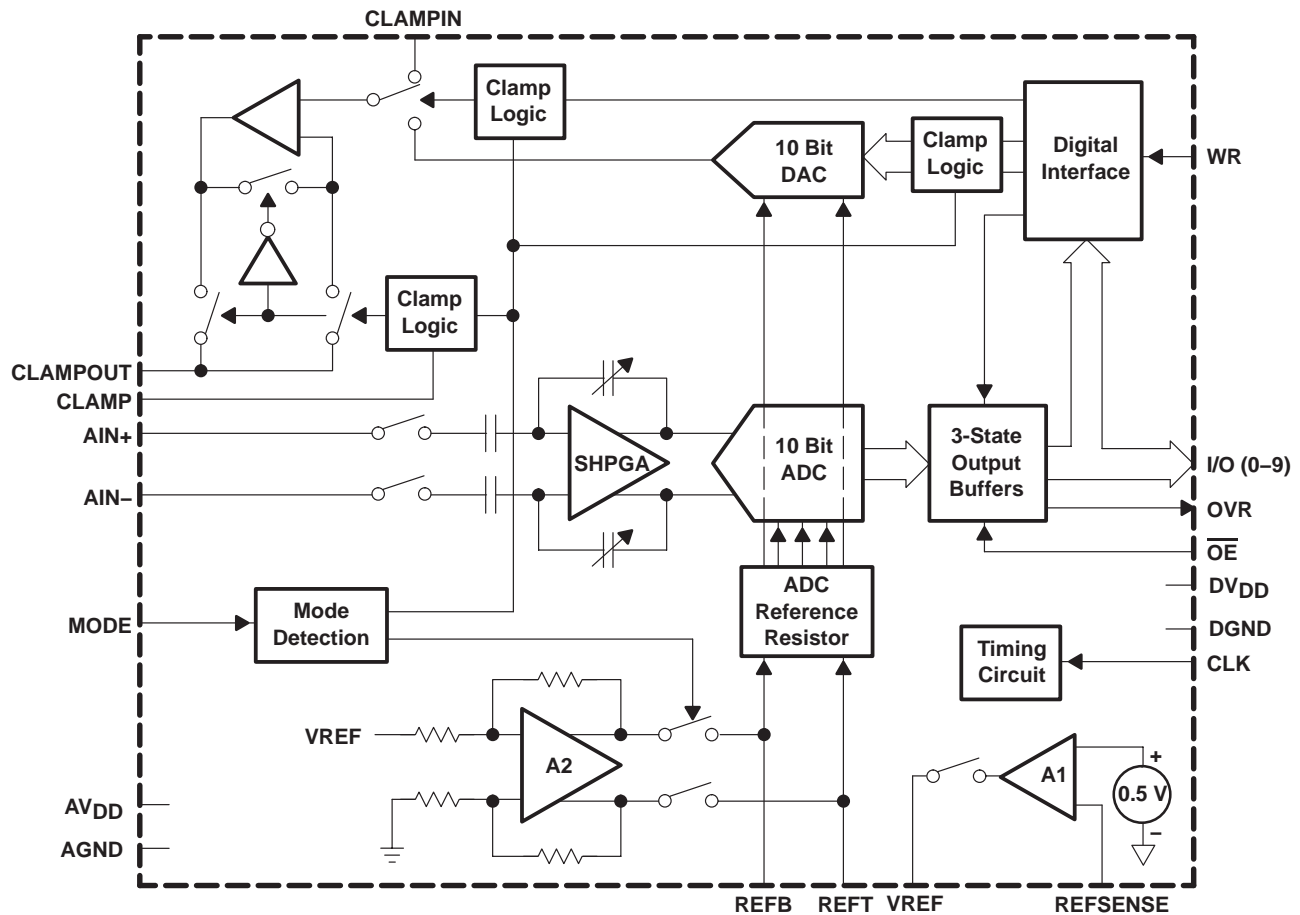 CLAMPIN
Clamp
Logic
10 Bit
DAC
Clamp
Logic
Digital
Interface
WR
Clamp
Logic
CLAMPOUT
CLAMP
AIN+
AIN−
SHPGA
10 Bit
ADC
3-State
Output
Buffers
I/O (0–9)
OVR
OE
DVDD
DGND
CLK
MODE
Mode
Detection
ADC
Reference
Resistor
Timing
Circuit
VREF
A2
A1
+
0.5 V
−
AVDD
AGND
REFB
REFT
VREF
REFSENSE